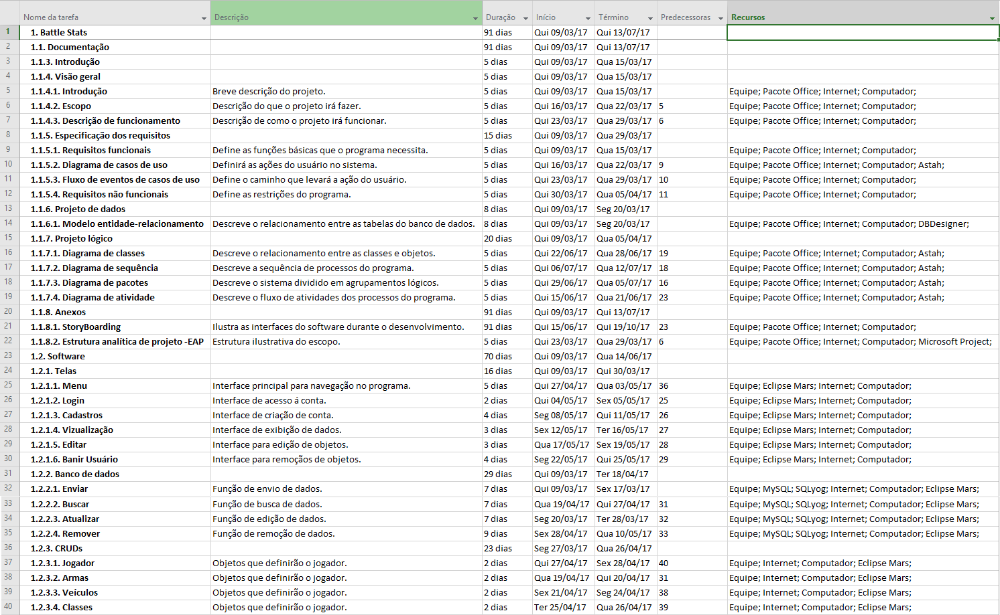 Nome da tarefa Descrição Duração Início Término Predecessoras Recursos
1 1. Battle Stats 91 dias Qui 09/03/17 Qui 13/07/17
2 1.1. Documentação 91 dias Qui 09/03/17 Qui 13/07/17
3 1.1.3. Introdução 5 dias Qui 09/03/17 Qua 15/03/17
4 1.1.4. Visão geral 5 dias Qui 09/03/17 Qua 15/03/17
5 1.1.4.1. Introdução Breve descrição do projeto. 5 dias Qui 09/03/17 Qua 15/03/17 Equipe; Pacote Office; Internet; Computador;
6 1.1.4.2. Escopo Descrição do que o projeto irá fazer. 5 dias Qui 16/03/17 Qua 22/03/17 5 Equipe; Pacote Office; Internet; Computador;
7 1.1.4.3. Descrição de funcionamento Descrição de como o projeto irá funcionar. 5 dias Qui 23/03/17 Qua 29/03/17 6 Equipe; Pacote Office; Internet; Computador;
8 1.1.5. Especificação dos requisitos 15 dias Qui 09/03/17 Qua 29/03/17
9 1.1.5.1. Requisitos funcionais Define as funções básicas que o programa necessita. 5 dias Qui 09/03/17 Qua 15/03/17 Equipe; Pacote Office; Internet; Computador;
10 1.1.5.2. Diagrama de casos de uso Definirá as ações do usuário no sistema. 5 dias Qui 16/03/17 Qua 22/03/17 9 Equipe; Pacote Office; Internet; Computador; Astah;
11 1.1.5.3. Fluxo de eventos de casos de uso Define o caminho que levará a ação do usuário. 5 dias Qui 23/03/17 Qua 29/03/17 10 Equipe; Pacote Office; Internet; Computador;
12 1.1.5.4. Requisitos não funcionais Define as restrições do programa. 5 dias Qui 30/03/17 Qua 05/04/17 11 Equipe; Pacote Office; Internet; Computador;
13 1.1.6. Projeto de dados 8 dias Qui 09/03/17 Seg 20/03/17
14 1.1.6.1. Modelo entidade-relacionamento Descreve o relacionamento entre as tabelas do banco de dados. 8 dias Qui 09/03/17 Seg 20/03/17 Equipe; Pacote Office; Internet; Computador; DBDesigner;
15 1.1.7. Projeto lógico 20 dias Qui 09/03/17 Qua 05/04/17
16 1.1.7.1. Diagrama de classes Descreve o relacionamento entre as classes e objetos. 5 dias Qui 22/06/17 Qua 28/06/17 19 Equipe; Pacote Office; Internet; Computador; Astah;
17 1.1.7.2. Diagrama de sequência Descreve a sequência de processos do programa. 5 dias Qui 06/07/17 Qua 12/07/17 18 Equipe; Pacote Office; Internet; Computador; Astah;
18 1.1.7.3. Diagrama de pacotes Descreve o sistema dividido em agrupamentos lógicos. 5 dias Qui 29/06/17 Qua 05/07/17 16 Equipe; Pacote Office; Internet; Computador; Astah;
19 1.1.7.4. Diagrama de atividade Descreve o fluxo de atividades dos processos do programa. 5 dias Qui 15/06/17 Qua 21/06/17 23 Equipe; Pacote Office; Internet; Computador; Astah;
20 1.1.8. Anexos 91 dias Qui 09/03/17 Qui 13/07/17
21 1.1.8.1. StoryBoarding Ilustra as interfaces do software durante o desenvolvimento. 91 dias Qui 15/06/17 Qui 19/10/17 23 Equipe; Pacote Office; Internet; Computador;
22 1.1.8.2. Estrutura analítica de projeto -EAP Estrutura ilustrativa do escopo. 5 dias Qui 23/03/17 Qua 29/03/17 6 Equipe; Pacote Office; Internet; Computador; Microsoft Project;
23 1.2. Software 70 dias Qui 09/03/17 Qua 14/06/17
24 1.2.1. Telas 16 dias Qui 09/03/17 Qui 30/03/17
25 1.2.1.1. Menu Interface principal para navegação no programa. 5 dias Qui 27/04/17 Qua 03/05/17 36 Equipe; Eclipse Mars; Internet; Computador;
26 1.2.1.2. Login Interface de acesso á conta. 2 dias Qui 04/05/17 Sex 05/05/17 25 Equipe; Eclipse Mars; Internet; Computador;
27 1.2.1.3. Cadastros Interface de criação de conta. 4 dias Seg 08/05/17 Qui 11/05/17 26 Equipe; Eclipse Mars; Internet; Computador;
28 1.2.1.4. Vizualização Interface de exibição de dados. 3 dias Sex 12/05/17 Ter 16/05/17 27 Equipe; Eclipse Mars; Internet; Computador;
29 1.2.1.5. Editar Interface para edição de objetos. 3 dias Qua 17/05/17 Sex 19/05/17 28 Equipe; Eclipse Mars; Internet; Computador;
30 1.2.1.6. Banir Usuário Interface para remoções de objetos. 4 dias Seg 22/05/17 Qui 25/05/17 29 Equipe; Eclipse Mars; Internet; Computador;
31 1.2.2. Banco de dados 29 dias Qui 09/03/17 Ter 18/04/17
32 1.2.2.1. Enviar Função de envio de dados. 7 dias Qui 09/03/17 Sex 17/03/17 Equipe; MySQL; SQLyog; Internet; Computador; Eclipse Mars;
33 1.2.2.2. Buscar Função de busca de dados. 7 dias Qua 19/04/17 Qui 27/04/17 31 Equipe; MySQL; SQLyog; Internet; Computador; Eclipse Mars;
34 1.2.2.3. Atualizar Função de edição de dados. 7 dias Seg 20/03/17 Ter 28/03/17 32 Equipe; MySQL; SQLyog; Internet; Computador; Eclipse Mars;
35 1.2.2.4. Remover Função de remoção de dados. 9 dias Sex 28/04/17 Qua 10/05/17 33 Equipe; MySQL; SQLyog; Internet; Computador; Eclipse Mars;
36 1.2.3. CRUDs 23 dias Seg 27/03/17 Qua 26/04/17
37 1.2.3.1. Jogador Objetos que definirão o jogador. 2 dias Qui 27/04/17 Sex 28/04/17 40 Equipe; Internet; Computador; Eclipse Mars;
38 1.2.3.2. Armas Objetos que definirão o jogador. 2 dias Qua 19/04/17 Qui 20/04/17 31 Equipe; Internet; Computador; Eclipse Mars;
39 1.2.3.3. Veículos Objetos que definirão o jogador. 2 dias Sex 21/04/17 Seg 24/04/17 38 Equipe; Internet; Computador; Eclipse Mars;
40 1.2.3.4. Classes Objetos que definirão o jogador. 2 dias Ter 25/04/17 Qua 26/04/17 39 Equipe; Internet; Computador; Eclipse Mars;